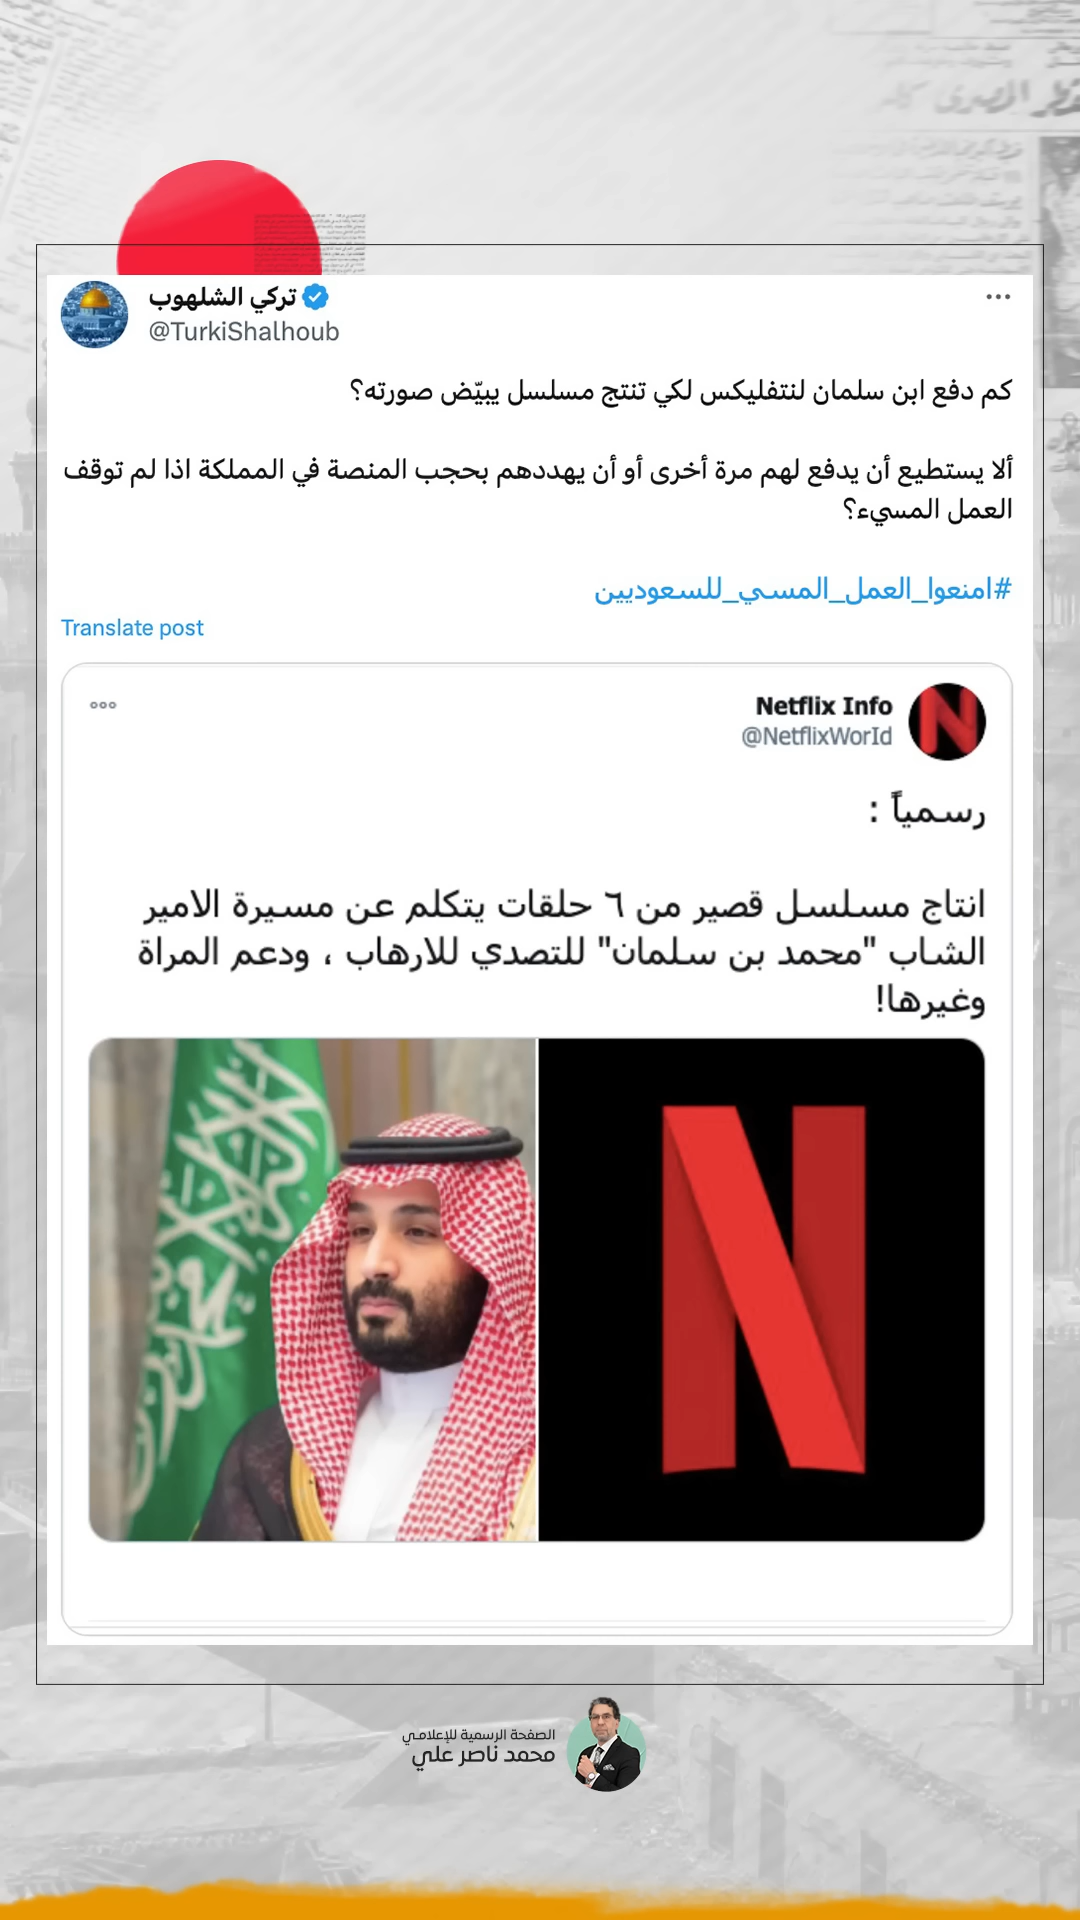 تركي الشلهوب
@TurkiShalhoub
كم دفع ابن سلمان لنتفليكس لكي تنتج مسلسل يبيّض صورته؟
ألا يستطيع أن يدفع لهم مرة أخرى أو أن يهددهم بحجب المنصة في المملكة اذا لم توقف
العمل المسيء؟
#امنعوا_العمل_المسي_للسعوديين
Translate post
Netflix Info
@NetflixWorld
رسمياً :
انتاج مسلسل قصير من ٦ حلقات يتكلم عن مسيرة الامير
الشاب "محمد بن سلمان" للتصدي للارهاب ، ودعم المراة
وغيرها!
الصفحة الرسمية للإعلامي
محمد ناصر علي